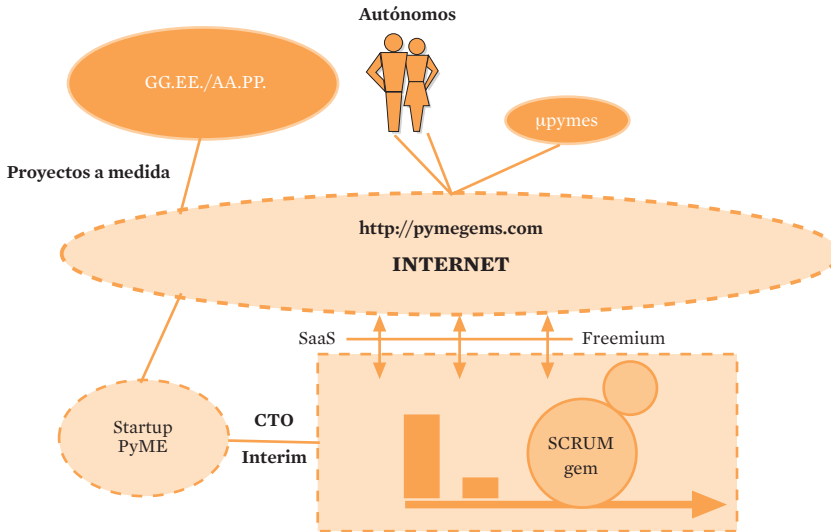 Autónomos
GG.EE./AA.PP.
µpymes
Proyectos a medida
http://pymegems.com
INTERNET
SaaS
Freemium
Startup
PyME
CTO
Interim
SCRUM
gem